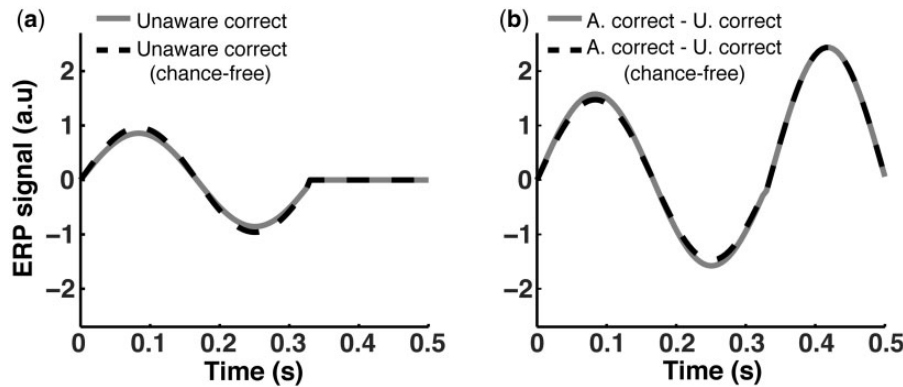 (a)
Unaware correct
Unaware correct
(chance-free)
ERP signal (a.u)
2
1
0
−1
−2
0 0.1 0.2 0.3 0.4 0.5
Time (s)
(b)
A. correct - U. correct
A. correct - U. correct
(chance-free)
2
1
0
−1
−2
0 0.1 0.2 0.3 0.4 0.5
Time (s)